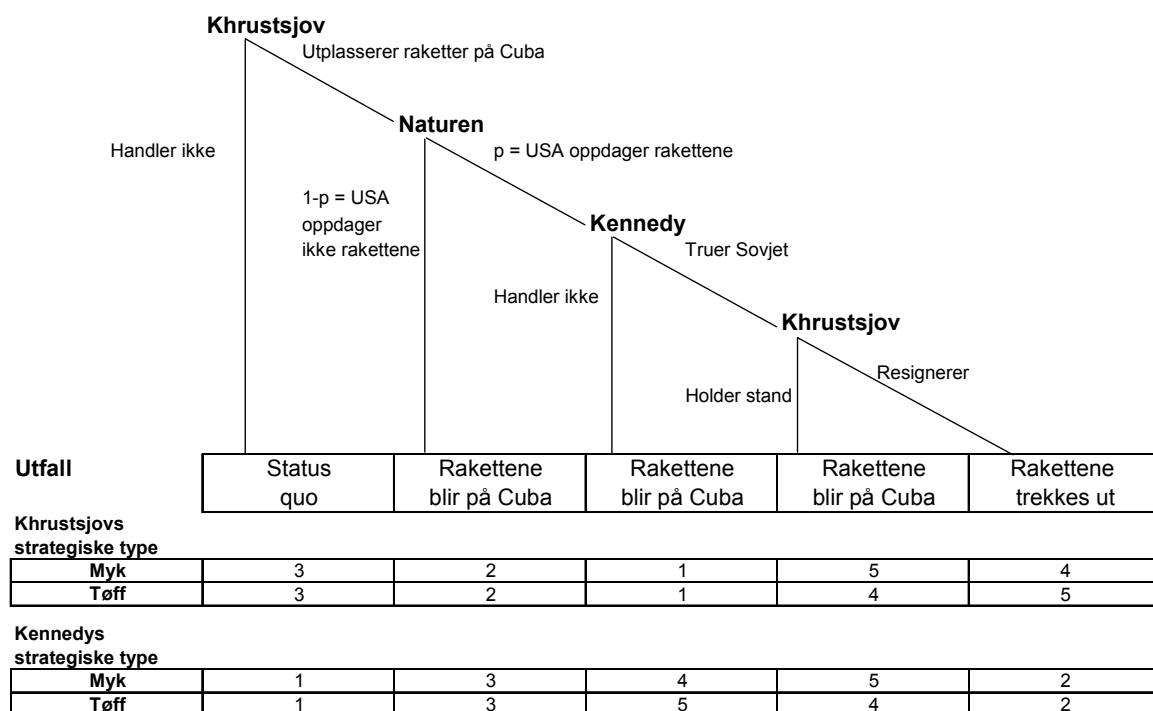 Khrustsjov
Utplasserer raketter på Cuba
Naturen
Handler ikke
p = USA oppdager rakettene
1-p = USA
oppdager
ikke rakettene
Kennedy
Truer Sovjet
Handler ikke
Khrustsjov
Resignerer
Holder stand
Utfall
Status
quo
Rakettene
blir på Cuba
Rakettene
blir på Cuba
Rakettene
blir på Cuba
Rakettene
trekkes ut
Khrustsjovs
strategiske type
Myk 3 2 1 5 4
Tøff 3 2 1 4 5
Kennedys
strategiske type
Myk 1 3 4 5 2
Tøff 1 3 5 4 2